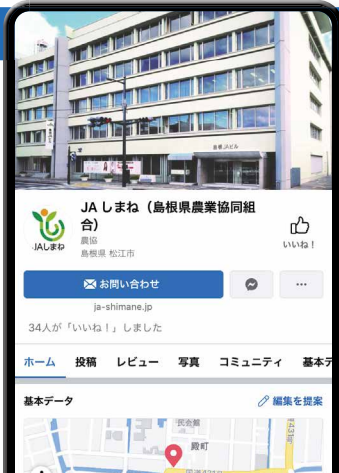 島根JAビル
JAしまね
JA しまね（島根県農業協同組
合）
農協
島根県 松江市
いいね！
お問い合わせ
ja-shimane.jp
34人が「いいね！」しました
ホーム 投稿 レビュー 写真 コミュニティ 基本デ
基本データ
編集を提案
殿町